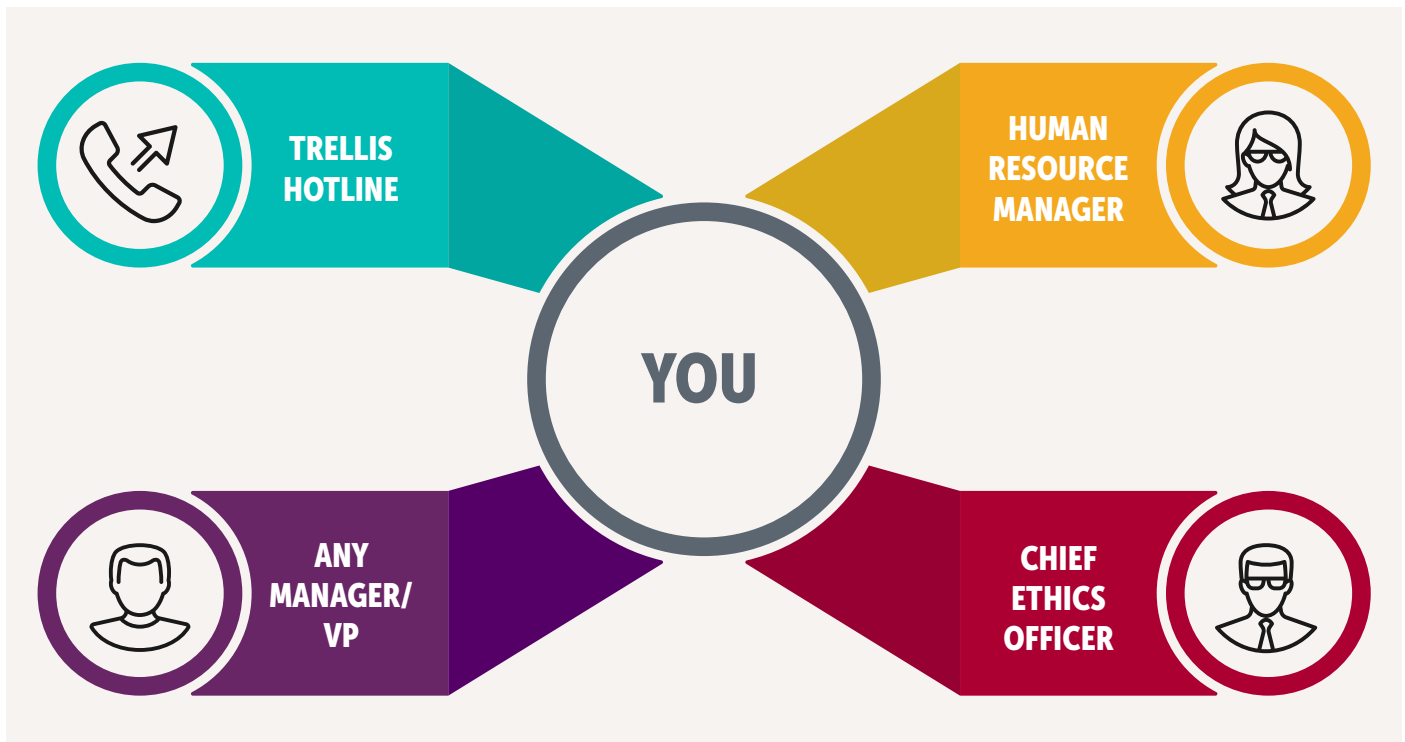 TRELLIS
HOTLINE
HUMAN
RESOURCE
MANAGER
YOU
ANY
MANAGER/
VP
CHIEF
ETHICS
OFFICER